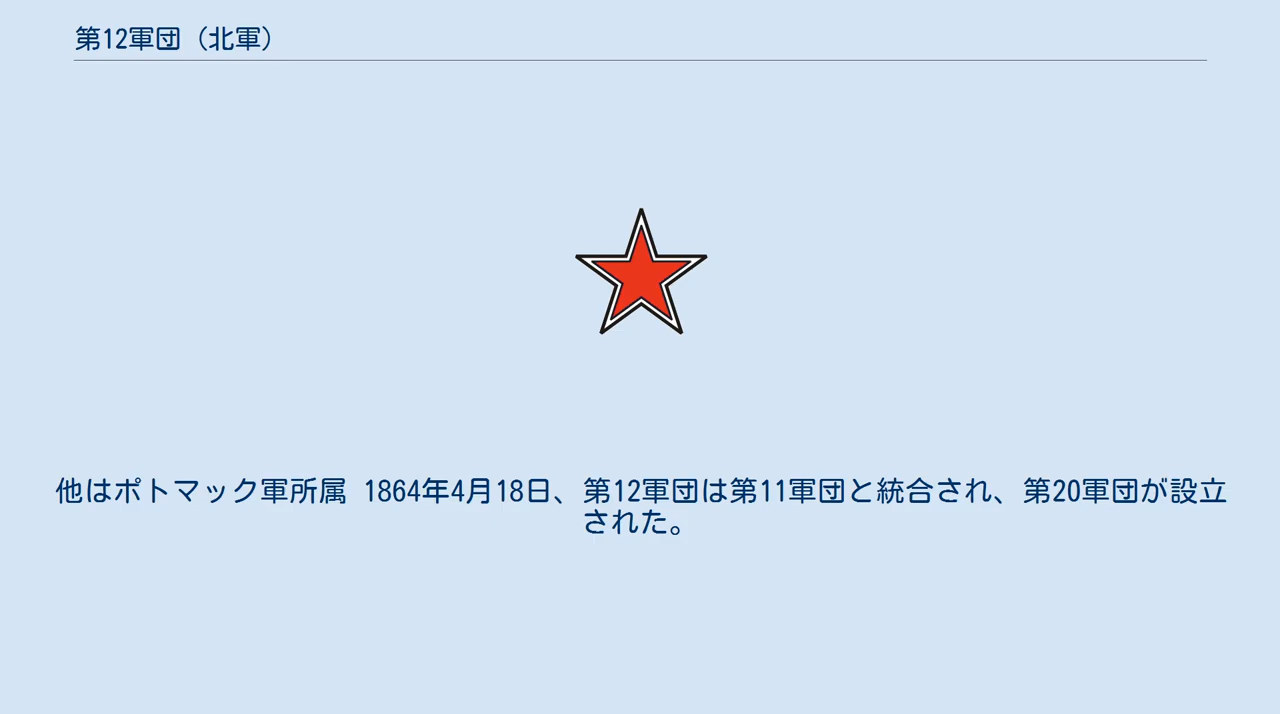 第12軍団（北軍）
他はポトマック軍所属 1864年4月18日、第12軍団は第11軍団と統合され、第20軍団が設立
された。